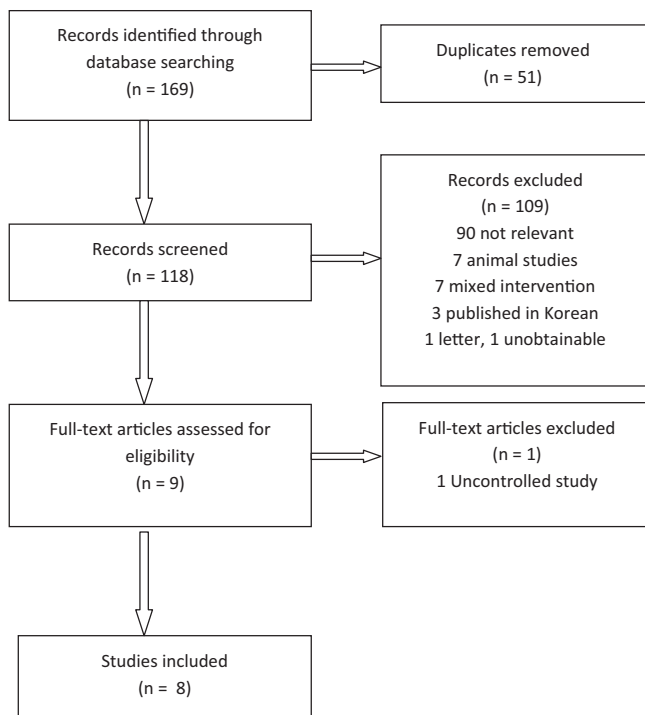 Records identified through
database searching
(n = 169)
Duplicates removed
(n = 51)
Records excluded
(n = 109)
90 not relevant
7 animal studies
7 mixed intervention
3 published in Korean
1 letter, 1 unobtainable
Records screened
(n = 118)
Full-text articles assessed for
eligibility
(n = 9)
Full-text articles excluded
(n = 1)
1 Uncontrolled study
Studies included
(n = 8)